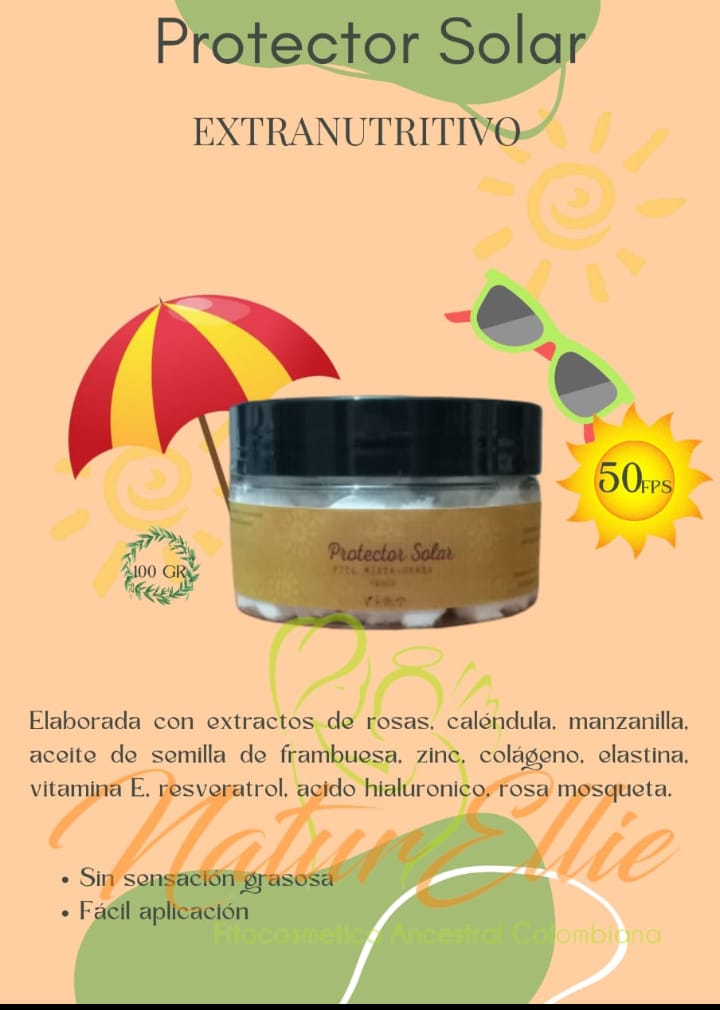 Protector Solar
EXTRANUTRITIVO
50FPS
100 GR
Protector Solar
Elaborada con extractos de rosas, caléndula, manzanilla,
aceite de semilla de frambuesa, zinc, colágeno, elastina,
vitamina E, resveratrol, acido hialuronico, rosa mosqueta.
NaturEllie
• Sin sensación grasosa
• Fácil aplicación
Fitocosmetica Ancestral Colombiana